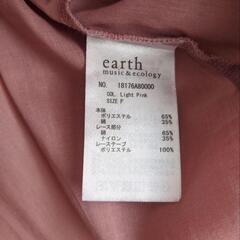 earth
music&ecology
NO. 18176A80000
COL. Light Pink
SIZE F
本体
ポリエステル 65%
綿 35%
レース部分
綿 65%
ナイロン 35%
レーステープ
ポリエステル 100%